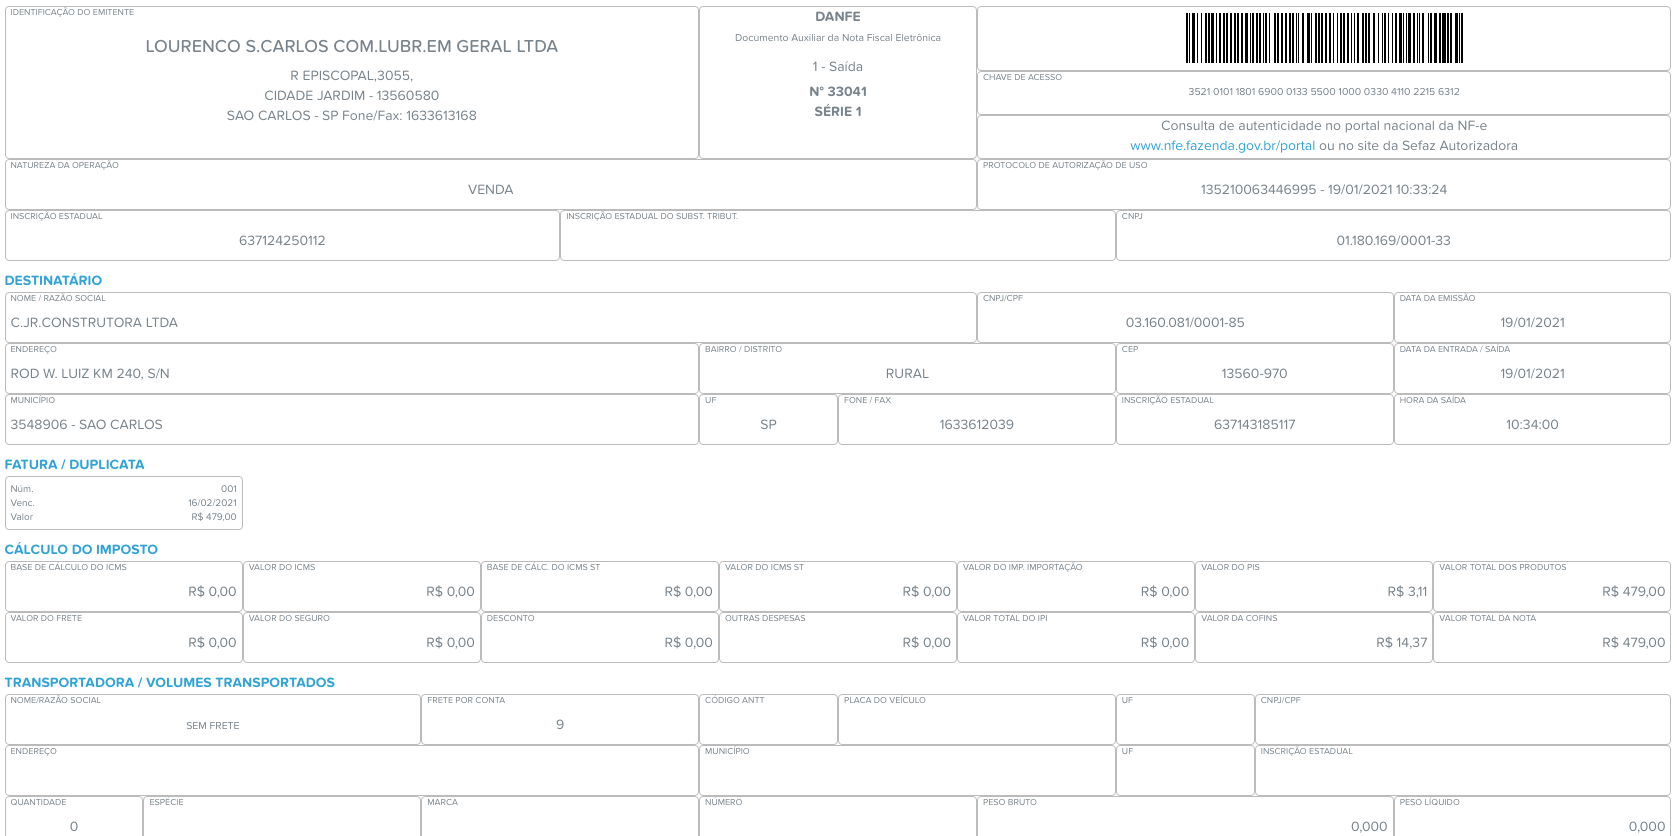 IDENTIFICAÇÃO DO EMITENTE
LOURENCO S.CARLOS COM.LUBR.EM GERAL LTDA
R EPISCOPAL,3055,
CIDADE JARDIM - 13560580
SAO CARLOS - SP Fone/Fax: 1633613168
DANFE
Documento Auxiliar da Nota Fiscal Eletrônica
1 - Saída
N° 33041
SÉRIE 1
CHAVE DE ACESSO
3521 0101 1801 6900 0133 5500 1000 0330 4110 2215 6312
Consulta de autenticidade no portal nacional da NF-e
www.nfe.fazenda.gov.br/portal ou no site da Sefaz Autorizadora
NATUREZA DA OPERAÇÃO
VENDA
PROTOCOLO DE AUTORIZAÇÃO DE USO
135210063446995 - 19/01/2021 10:33:24
INSCRIÇÃO ESTADUAL
637124250112
INSCRIÇÃO ESTADUAL DO SUBST. TRIBUT.
CNPJ
01.180.169/0001-33
DESTINATÁRIO
NOME / RAZÃO SOCIAL
C.JR.CONSTRUTORA LTDA
CNPJ/CPF
03.160.081/0001-85
DATA DA EMISSÃO
19/01/2021
ENDEREÇO
ROD W. LUIZ KM 240, S/N
BAIRRO / DISTRITO
RURAL
CEP
13560-970
DATA DA ENTRADA / SAÍDA
19/01/2021
MUNICÍPIO
3548906 - SAO CARLOS
UF
SP
FONE / FAX
1633612039
INSCRIÇÃO ESTADUAL
637143185117
HORA DA SAÍDA
10:34:00
FATURA / DUPLICATA
Núm. 001
Venc. 16/02/2021
Valor R$ 479,00
CÁLCULO DO IMPOSTO
BASE DE CÁLCULO DO ICMS
R$ 0,00
VALOR DO ICMS
R$ 0,00
BASE DE CÁLC. DO ICMS ST
R$ 0,00
VALOR DO ICMS ST
R$ 0,00
VALOR DO IMP. IMPORTAÇÃO
R$ 0,00
VALOR DO PIS
R$ 3,11
VALOR TOTAL DOS PRODUTOS
R$ 479,00
VALOR DO FRETE
R$ 0,00
VALOR DO SEGURO
R$ 0,00
DESCONTO
R$ 0,00
OUTRAS DESPESAS
R$ 0,00
VALOR TOTAL DO IPI
R$ 0,00
VALOR DA COFINS
R$ 14,37
VALOR TOTAL DA NOTA
R$ 479,00
TRANSPORTADORA / VOLUMES TRANSPORTADOS
NOME/RAZÃO SOCIAL
SEM FRETE
FRETE POR CONTA
9
CÓDIGO ANTT
PLACA DO VEÍCULO
UF
CNPJ/CPF
ENDEREÇO
MUNICÍPIO
UF
INSCRIÇÃO ESTADUAL
QUANTIDADE
0
ESPÉCIE
MARCA
NÚMERO
PESO BRUTO
0,000
PESO LÍQUIDO
0,000